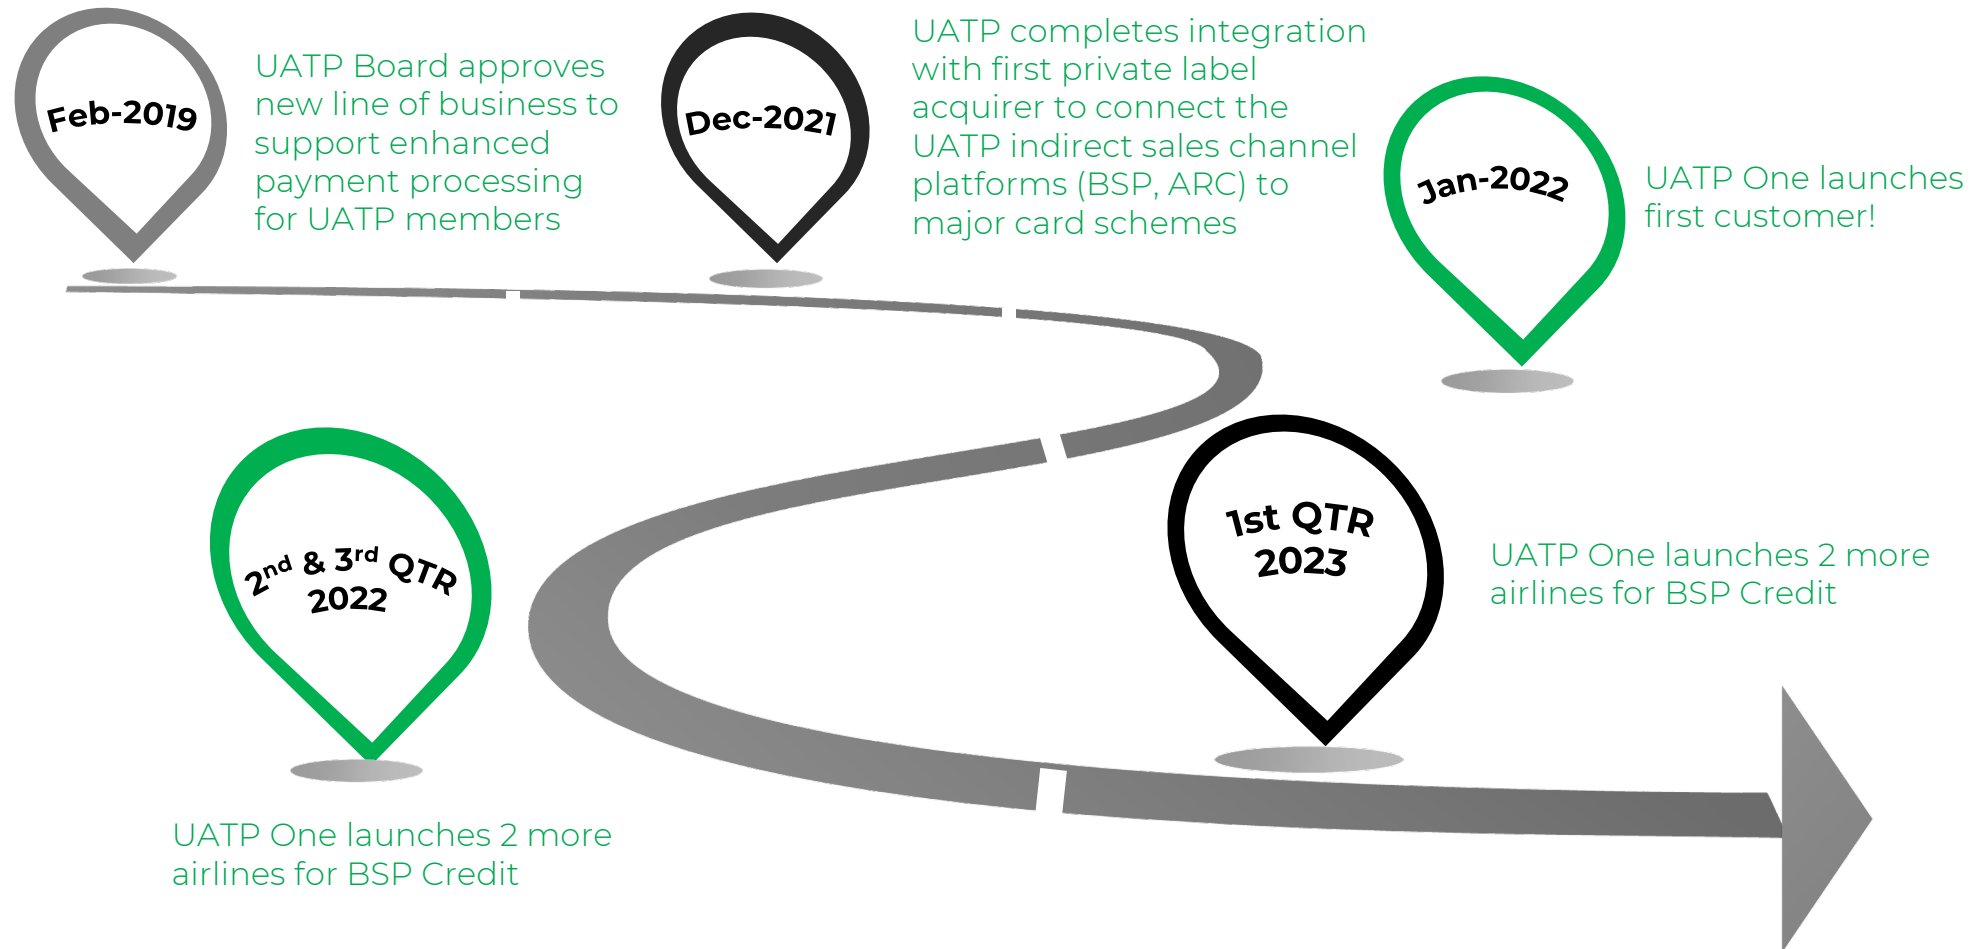 Feb-2019
UATP Board approves
new line of business to
support enhanced
payment processing
for UATP members
Dec-2021
UATP completes integration
with first private label
acquirer to connect the
UATP indirect sales channel
platforms (BSP, ARC) to
major card schemes
Jan-2022
UATP One launches
first customer!
2nd & 3rd QTR
2022
UATP One launches 2 more
airlines for BSP Credit
1st QTR
2023
UATP One launches 2 more
airlines for BSP Credit